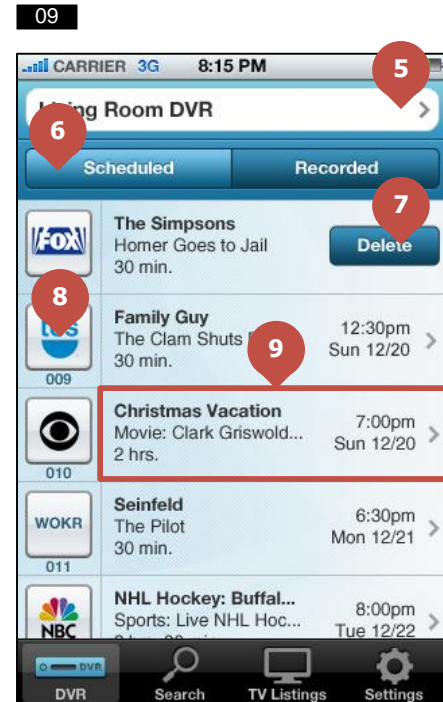 09
CARRIER 3G 8:15 PM
5
Room DVR
6
Scheduled Recorded
7
FOX
The Simpsons
Homer Goes to Jail
30 min.
Delete
8
tbs
009
Family Guy
The Clam Shuts
30 min.
12:30pm
Sun 12/20
9
010
Christmas Vacation
Movie: Clark Griswold...
2 hrs.
7:00pm
Sun 12/20
WOKR
011
Seinfeld
The Pilot
30 min.
6:30pm
Mon 12/21
NBC
NHL Hockey: Buffal...
Sports: Live NHL Hoc...
8:00pm
Tue 12/22
DVR
DVR Search TV Listings Settings